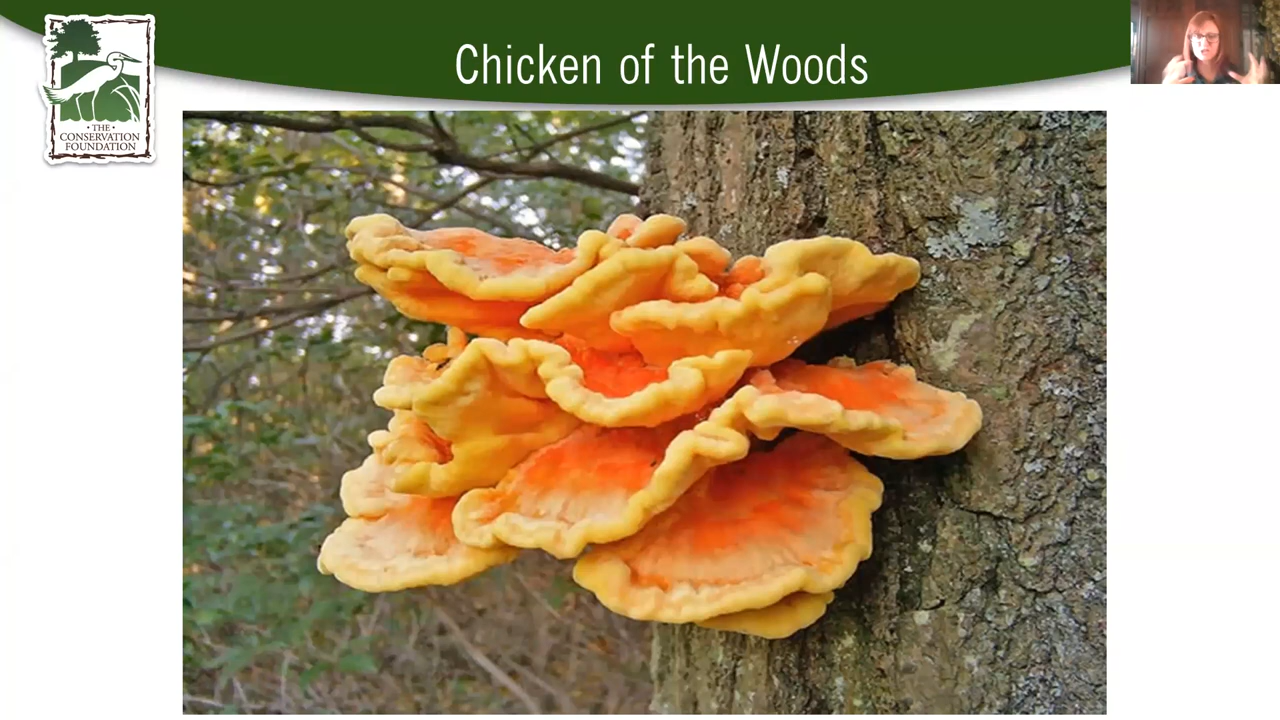 Chicken of the Woods
• THE •
CONSERVATION
FOUNDATION